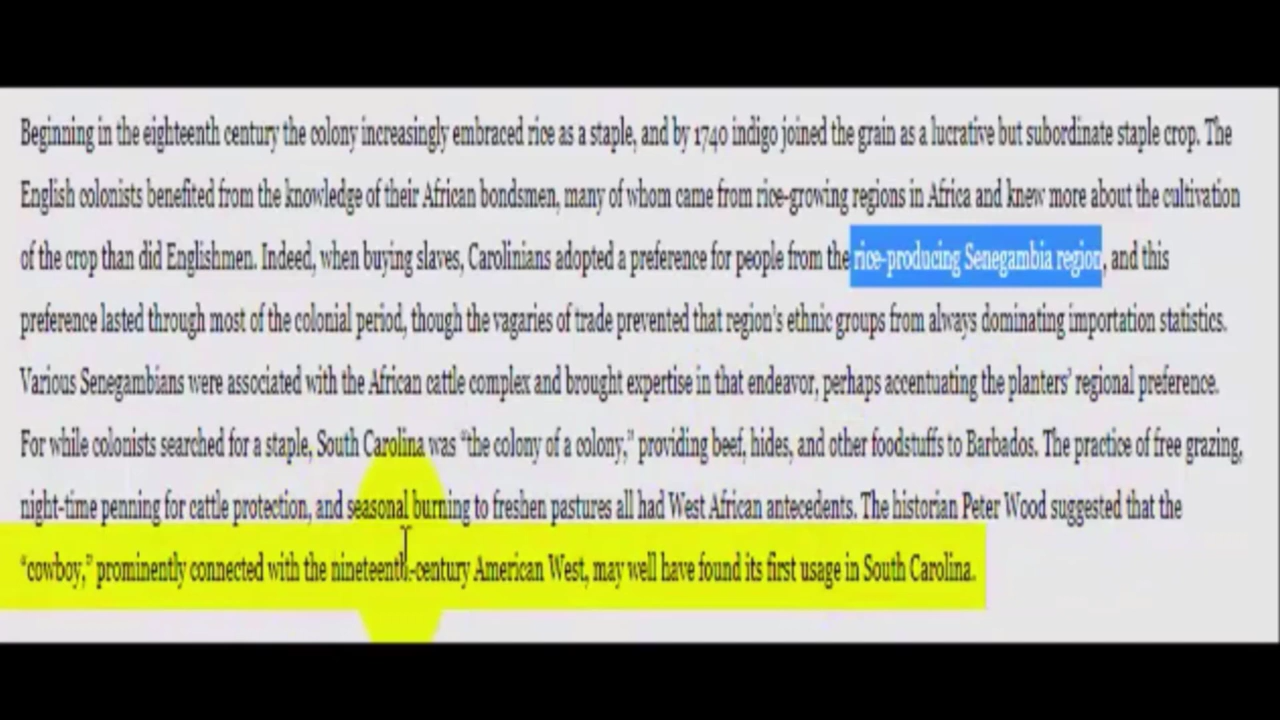 Beginning in the eighteenth century the colony increasingly embraced rice as a staple, and by 1740 indigo joined the grain as a lucrative but subordinate staple crop. The
English colonists benefited from the knowledge of their African bondsmen, many of whom came from rice-growing regions in Africa and knew more about the cultivation
of the crop than did Englishmen. Indeed, when buying slaves, Carolinians adopted a preference for people from the rice-producing Senegambia region, and this
preference lasted through most of the colonial period, though the vagaries of trade prevented that region's ethnic groups from always dominating importation statistics.
Various Senegambians were associated with the African cattle complex and brought expertise in that endeavor, perhaps accentuating the planters' regional preference.
For while colonists searched for a staple, South Carolina was “the colony of a colony,” providing beef, hides, and other foodstuffs to Barbados. The practice of free grazing,
night-time penning for cattle protection, and seasonal burning to freshen pastures all had West African antecedents. The historian Peter Wood suggested that the
“cowboy,” prominently connected with the nineteenth-century American West, may well have found its first usage in South Carolina.